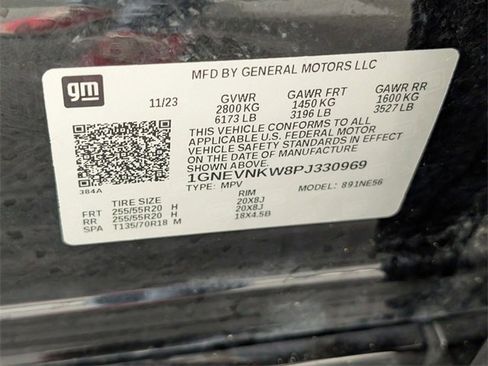 gm
MFD BY GENERAL MOTORS LLC
11/23 GVWR GAWR FRT GAWR RR
2800 KG 1450 KG 1600 KG
6173 LB 3196 LB 3527 LB
THIS VEHICLE CONFORMS TO ALL
APPLICABLE U.S. FEDERAL MOTOR
VEHICLE SAFETY STANDARDS IN EFFECT
ON THE DATE OF MANUFACTURE
SHOWN ABOVE.
1GNEVNKW8PJ330969
384A TYPE: MPV MODEL: 891NE56
TIRE SIZE RIM
FRT 255/55R20 H 20X8J
RR 255/55R20 H 20X8J
SPA T135/70R18 M 18X4.5B